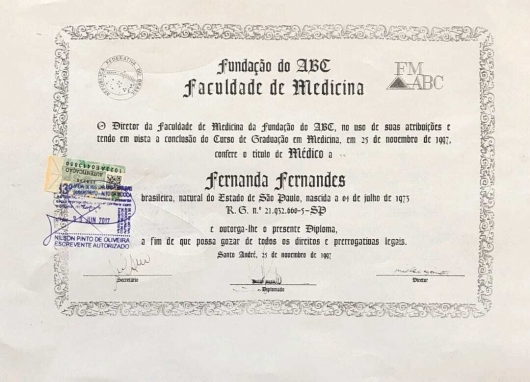 Fundação do ABC
Faculdade de Medicina
FM
ABC
O Diretor da Faculdade de Medicina da Fundação do ABC, no uso de suas atribuições e
tendo em vista a conclusão do Curso de Graduação em Medicina, em 25 de novembro de 1997,
confere o título de Médico a
Fernanda Fernandes
brasileira, natural do Estado de São Paulo, nascida a 04 de julho de 1973
R. G. n° 21.932.660-5-SP
e outorga-lhe o presente Diploma,
a fim de que possa gozar de todos os direitos e prerrogativas legais.
Santo André, 25 de novembro de 1997
AUTENTICAÇÃO
JUN 2017
NILSON PINTO DE OLIVEIRA
ESCREVENTE AUTORIZADO
Secretário
Diplomado
Diretor